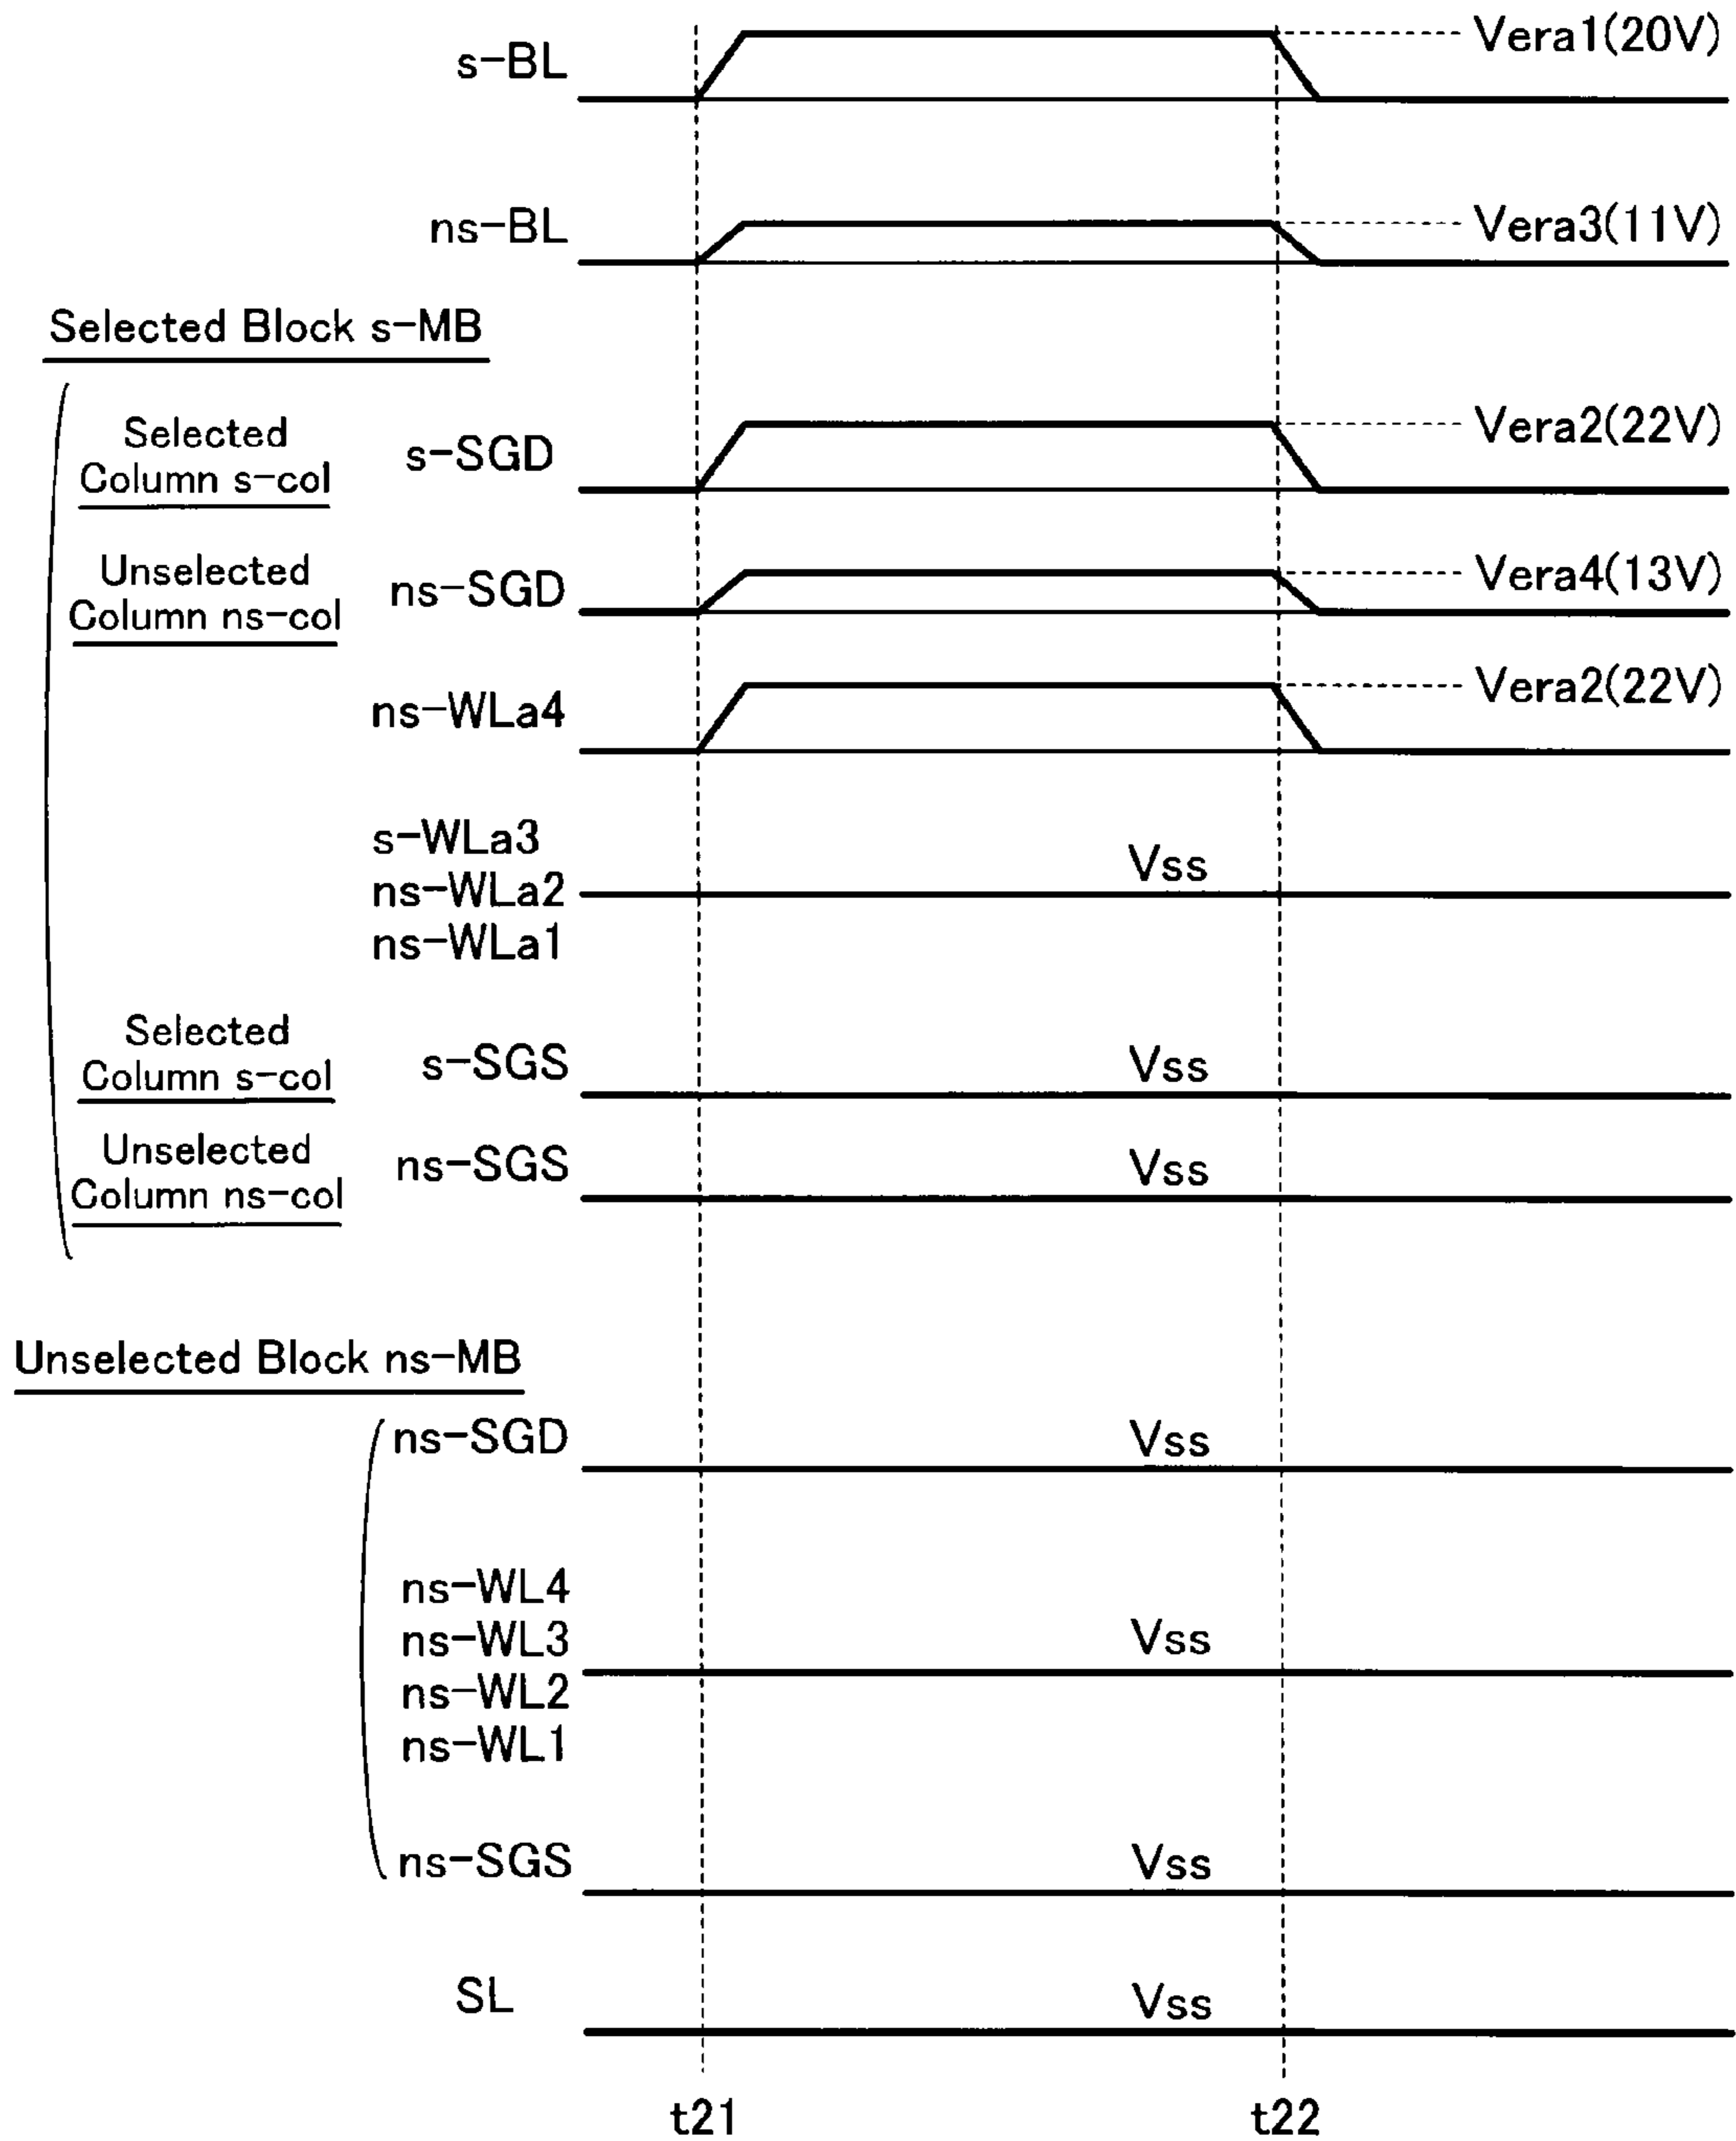 s-BL
Vera1(20V)
ns-BL
Vera3(11V)
Selected Block s-MB
Selected
Column s-col
s-SGD
Vera2(22V)
Unselected
Column ns-col
ns-SGD
Vera4(13V)
ns-WLa4
Vera2(22V)
s-WLa3
ns-WLa2
ns-WLa1
Vss
Selected
Column s-col
s-SGS
Vss
Unselected
Column ns-col
ns-SGS
Vss
Unselected Block ns-MB
ns-SGD
Vss
ns-WL4
ns-WL3
ns-WL2
ns-WL1
Vss
ns-SGS
Vss
SL
Vss
t21
t22